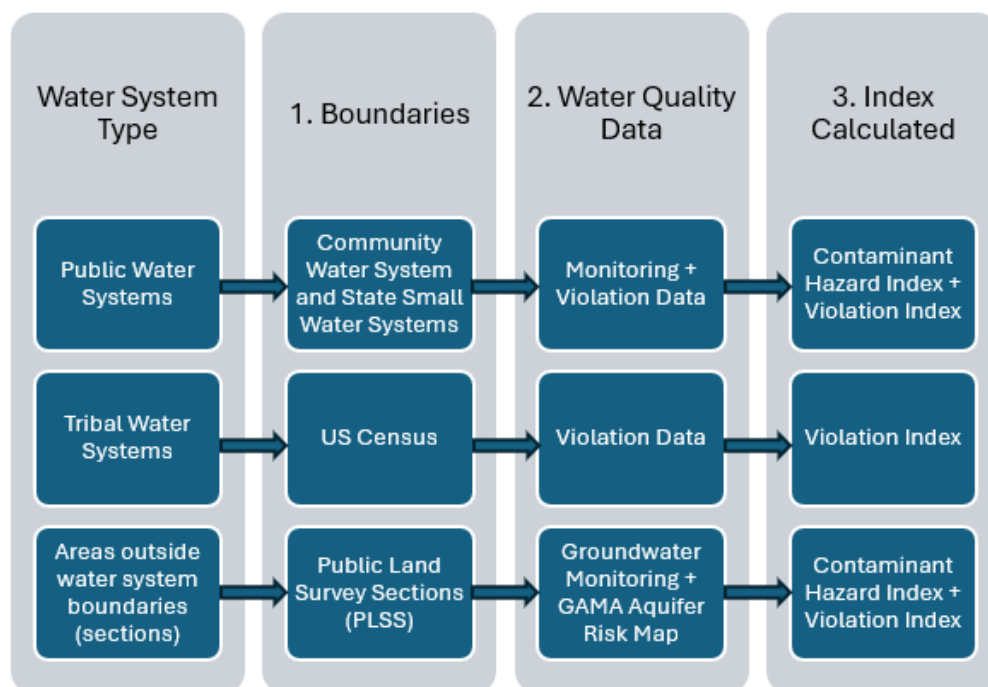 Water System
Type
1. Boundaries
2. Water Quality
Data
3. Index
Calculated
Public Water
Systems
Community
Water System
and State Small
Water Systems
Monitoring +
Violation Data
Contaminant
Hazard Index +
Violation Index
Tribal Water
Systems
US Census
Violation Data
Violation Index
Areas outside
water system
boundaries
(sections)
Public Land
Survey Sections
(PLSS)
Groundwater
Monitoring +
GAMA Aquifer
Risk Map
Contaminant
Hazard Index +
Violation Index